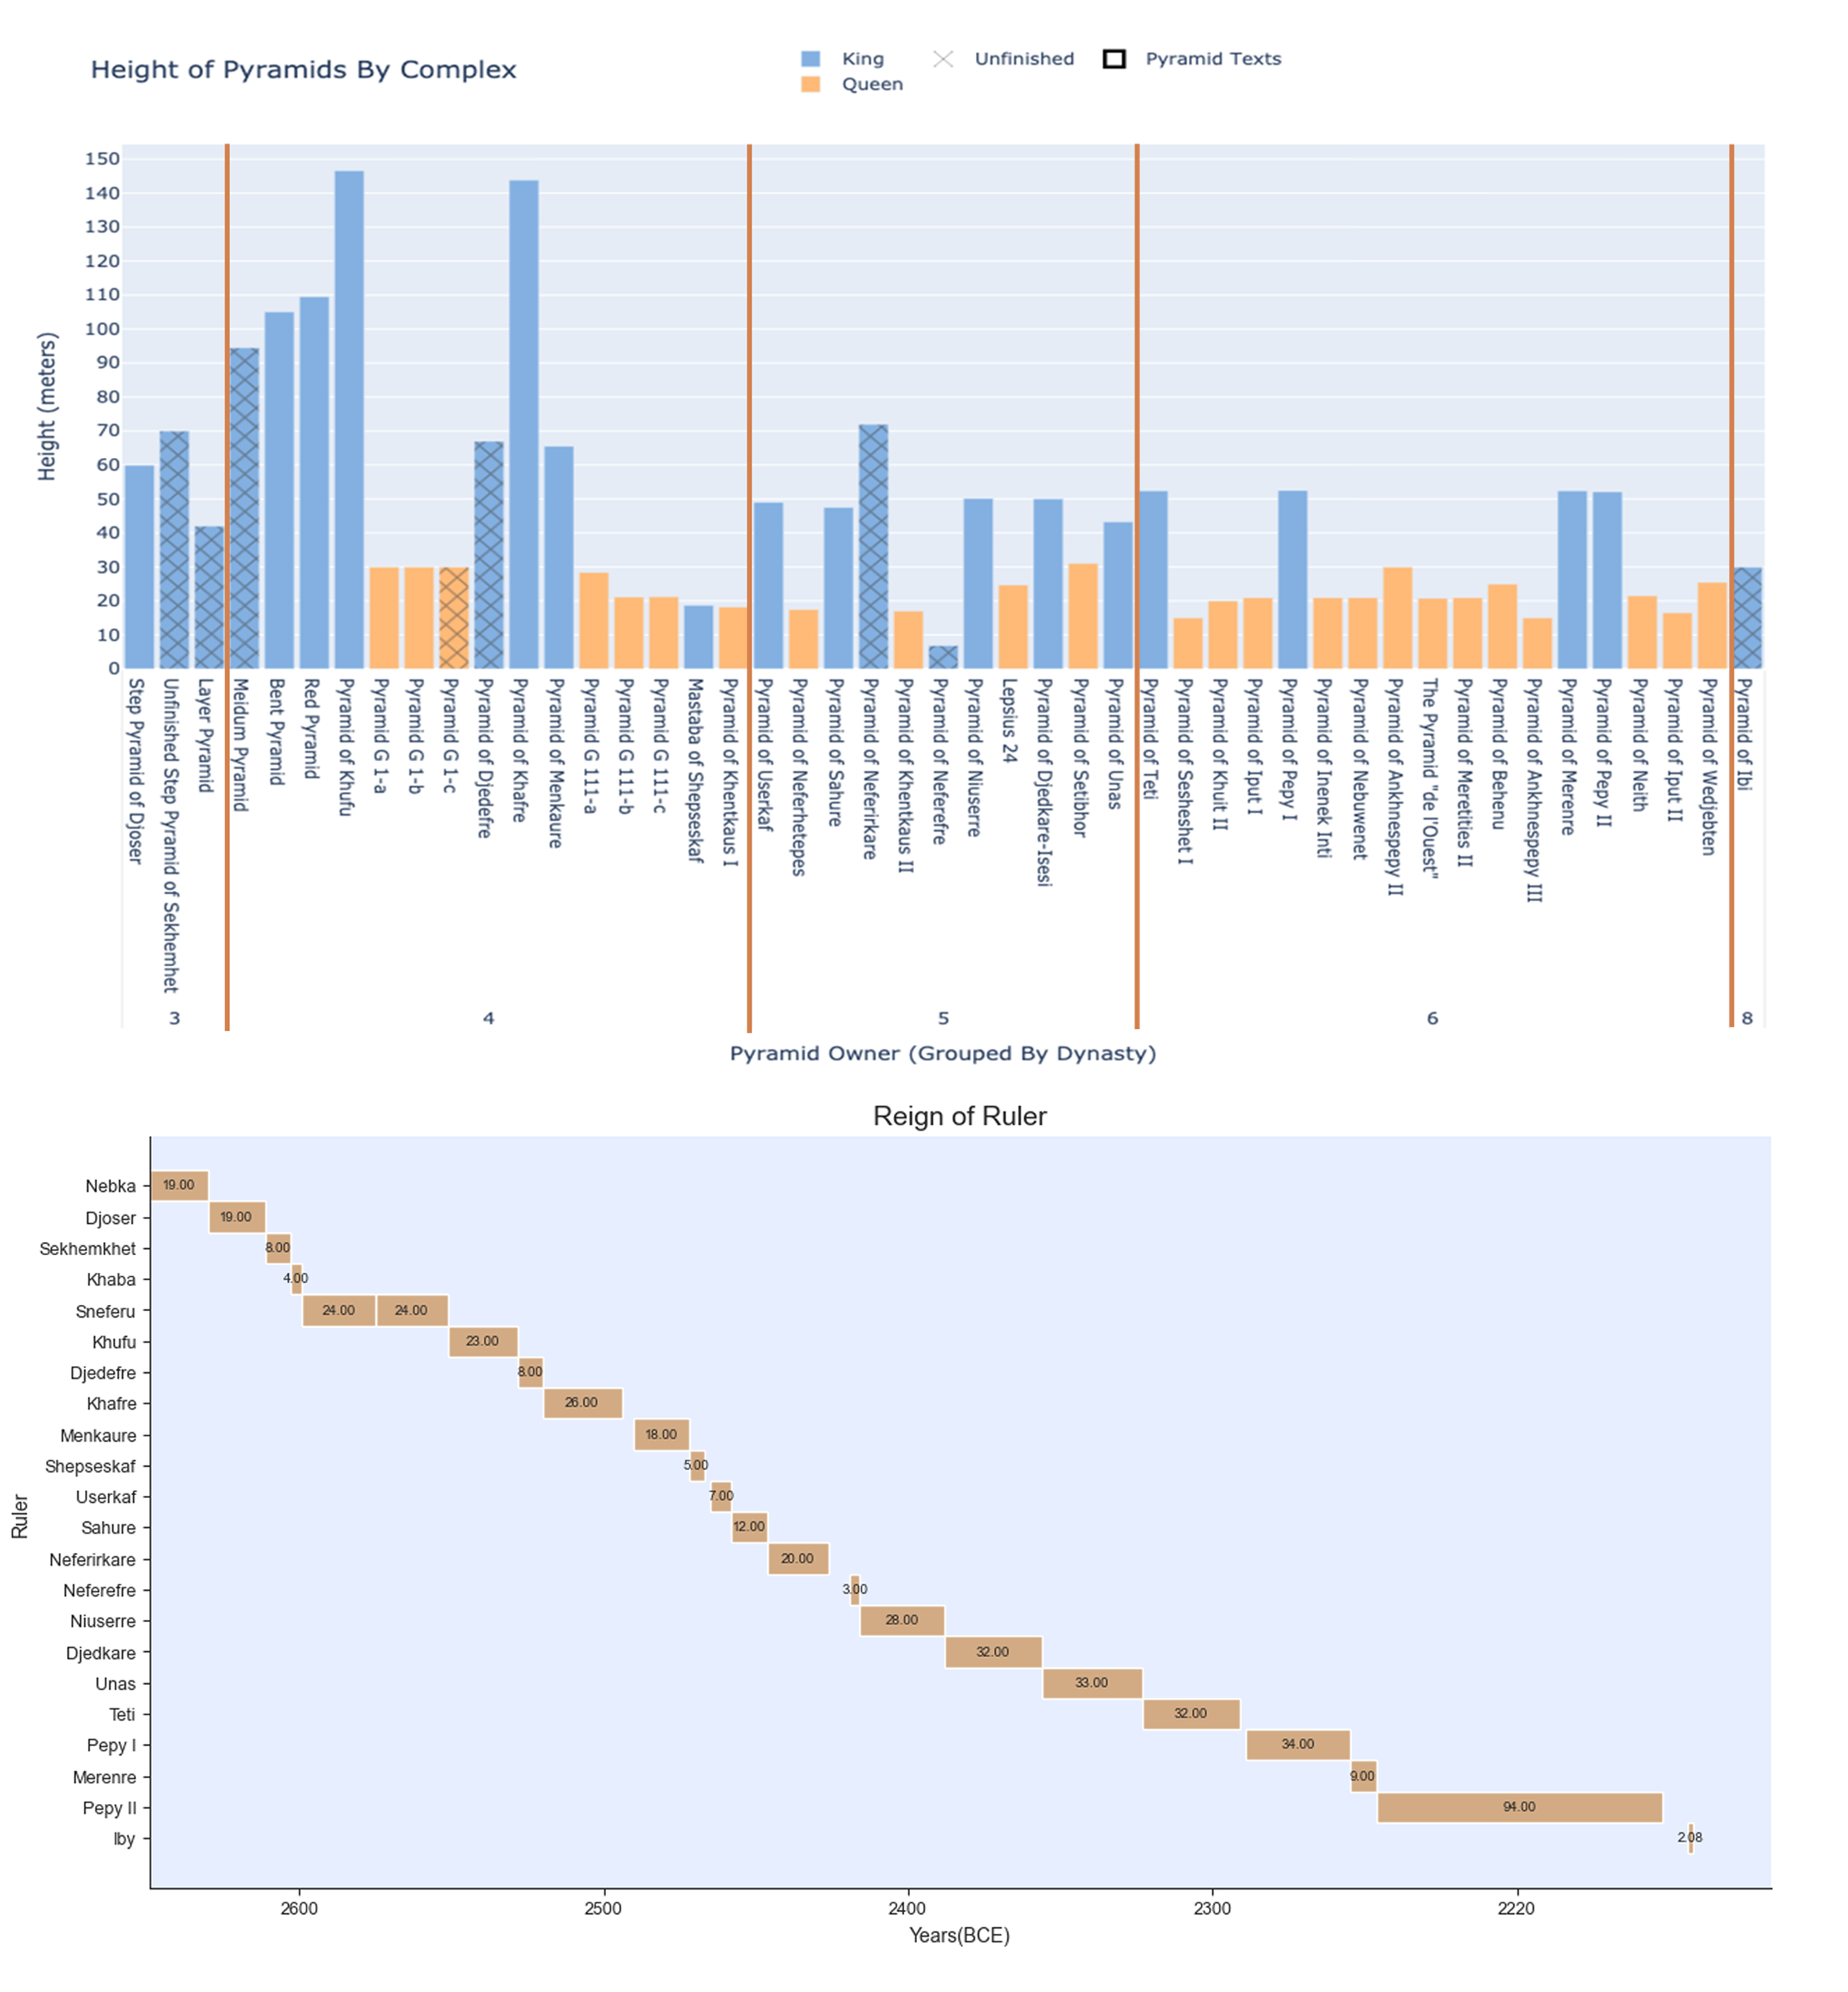 Height of Pyramids By Complex
King
Unfinished
Pyramid Texts
Queen
Height (meters)
150
140
130
120
110
100
90
80
70
60
50
40
30
20
10
0
Step Pyramid of Djoser
Unfinished Step Pyramid of Sekhemhet
Layer Pyramid
Meidum Pyramid
Bent Pyramid
Red Pyramid
Pyramid of Khufu
Pyramid G 1-a
Pyramid G 1-b
Pyramid G 1-c
Pyramid of Djedefre
Pyramid of Khafre
Pyramid of Menkaure
Pyramid G 111-a
Pyramid G 111-b
Pyramid G 111-c
Mastaba of Shepseskaf
Pyramid of Khentkaus I
Pyramid of Userkaf
Pyramid of Neferhetepes
Pyramid of Sahure
Pyramid of Neferirkare
Pyramid of Khentkaus II
Pyramid of Neferefre
Pyramid of Niuserre
Lepsius 24
Pyramid of Djedkare-Isesi
Pyramid of Setibhor
Pyramid of Unas
Pyramid of Teti
Pyramid of Sesheshet I
Pyramid of Khuit II
Pyramid of Iput I
Pyramid of Pepy I
Pyramid of Inenek Inti
Pyramid of Nebuwenet
Pyramid of Ankhnespepy II
The Pyramid "de l'Ouest"
Pyramid of Meretities II
Pyramid of Behenu
Pyramid of Ankhnespepy III
Pyramid of Merenre
Pyramid of Pepy II
Pyramid of Neith
Pyramid of Iput II
Pyramid of Wedjebten
Pyramid of Ibi
3
4
5
6
8
Pyramid Owner (Grouped By Dynasty)
Reign of Ruler
Ruler
Nebka 19.00
Djoser 19.00
Sekhemkhet 8.00
Khaba 4.00
Sneferu 24.00 24.00
Khufu 23.00
Djedefre 8.00
Khafre 26.00
Menkaure 18.00
Shepseskaf 5.00
Userkaf 7.00
Sahure 12.00
Neferirkare 20.00
Neferefre 3.00
Niuserre 28.00
Djedkare 32.00
Unas 33.00
Teti 32.00
Pepy I 34.00
Merenre 9.00
Pepy II 94.00
Iby 2.08
2600 2500 2400 2300 2220
Years(BCE)